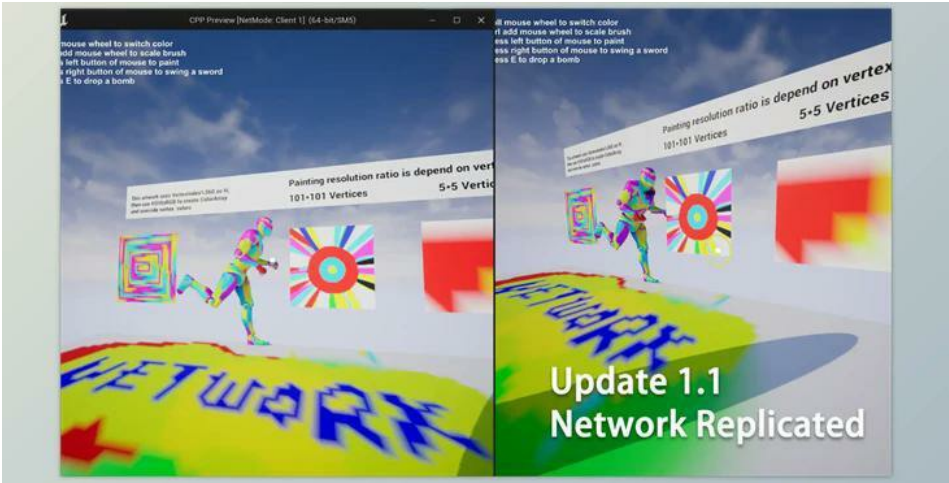 CPP Preview [NetMode: Client 1] (64-bit/SM5)
mouse wheel to switch color
add mouse wheel to scale brush
left button of mouse to paint
right button of mouse to swing a sword
E to drop a bomb
Painting resolution ratio is depend on vert
101*101 Vertices
5*5 Vertic
NETWORK
mouse wheel to switch color
add mouse wheel to scale brush
ess left button of mouse to paint
ess right button of mouse to swing a sword
ess E to drop a bomb
Painting resolution ratio is depend on vertex
101*101 Vertices
5*5 Vertices
NETWORK
Update 1.1
Network Replicated